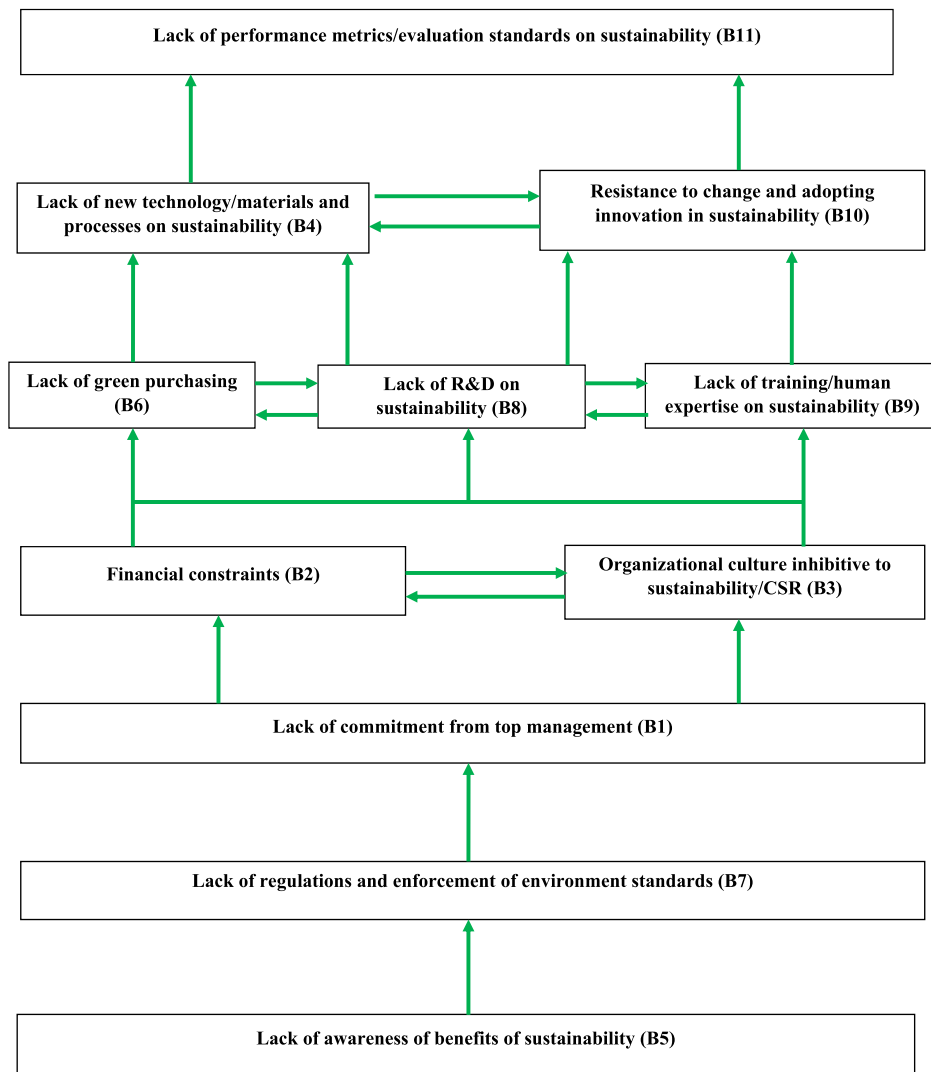 Lack of performance metrics/evaluation standards on sustainability (B11)
Lack of new technology/materials and
processes on sustainability (B4)
Resistance to change and adopting
innovation in sustainability (B10)
Lack of green purchasing
(B6)
Lack of R&D on
sustainability (B8)
Lack of training/human
expertise on sustainability (B9)
Financial constraints (B2)
Organizational culture inhibitive to
sustainability/CSR (B3)
Lack of commitment from top management (B1)
Lack of regulations and enforcement of environment standards (B7)
Lack of awareness of benefits of sustainability (B5)